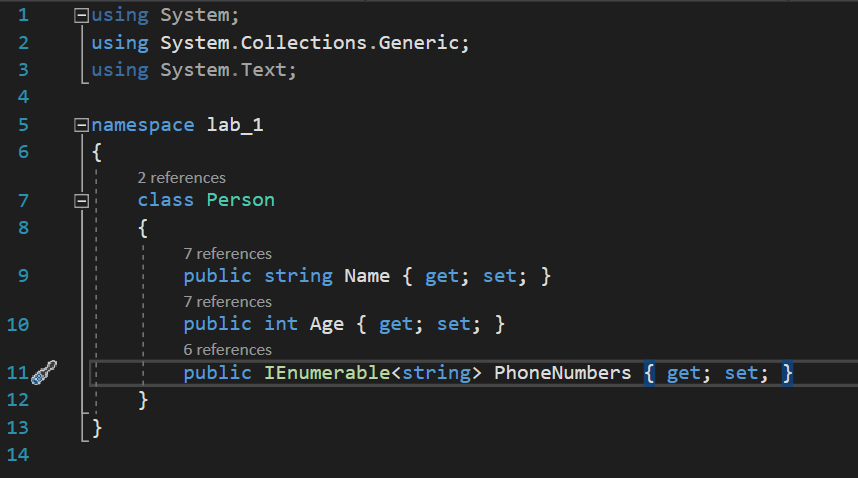 1 using System;
2 using System.Collections.Generic;
3 using System.Text;
4
5 namespace lab_1
6 {
2 references
7 class Person
8 {
7 references
9 public string Name { get; set; }
7 references
10 public int Age { get; set; }
6 references
11 public IEnumerable<string> PhoneNumbers { get; set; }
12 }
13 }
14